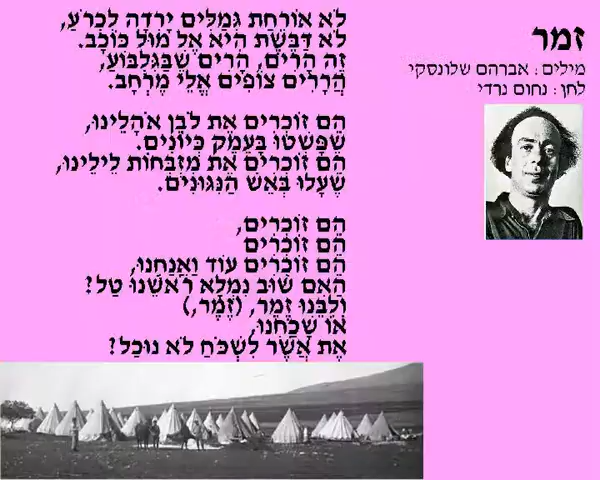 זמר
מילים : אברהם שלונסקי
לחן : נחום נרדי
לֹא אוֹרְחַת גְּמַלִּים יָרְדָה לִכְרֹעַ,
לֹא דַּבֶּשֶׁת הִיא אֶל מוּל כּוֹכָב.
זֶה הָרִים, הָרִים שֶׁבַּגִּלְבּוֹעַ,
הֲרָרִים צוֹפִים אֱלֵי מֶרְחָב.
הֵם זוֹכְרִים אֶת לֹבֶן אֹהָלֵינוּ,
שֶׁפָּשְׁטוּ בָּעֵמֶק כְּיוֹנִים.
הֵם זוֹכְרִים אֶת מִזְבְּחוֹת לֵילֵינוּ,
שֶׁעָלוּ בְּאֵשׁ הַנִּגּוּנִים.
הֵם זוֹכְרִים,
הֵם זוֹכְרִים
הֵם זוֹכְרִים עוֹד וַאֲנַחְנוּ,
הַאִם שׁוּב נִמְלָא רֹאשֵׁנוּ טַל?
וְלִבֵּנוּ זֶמֶר, (זֶמֶר,)
אוֹ שָׁכַחְנוּ,
אֶת אֲשֶׁר לִשְׁכֹּחַ לֹא נוּכַל?